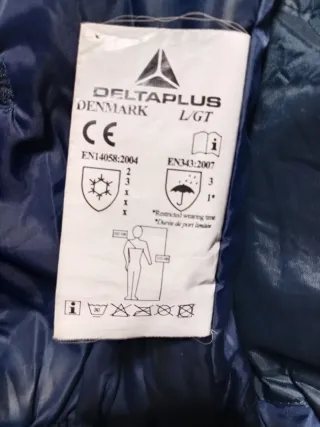 DELTAPLUS
DENMARK L/GT
CE
i
EN14058:2004 EN343:2007
2 3
3 1*
x
x
x
*Restricted wearing time
*Durée de port limitée
i